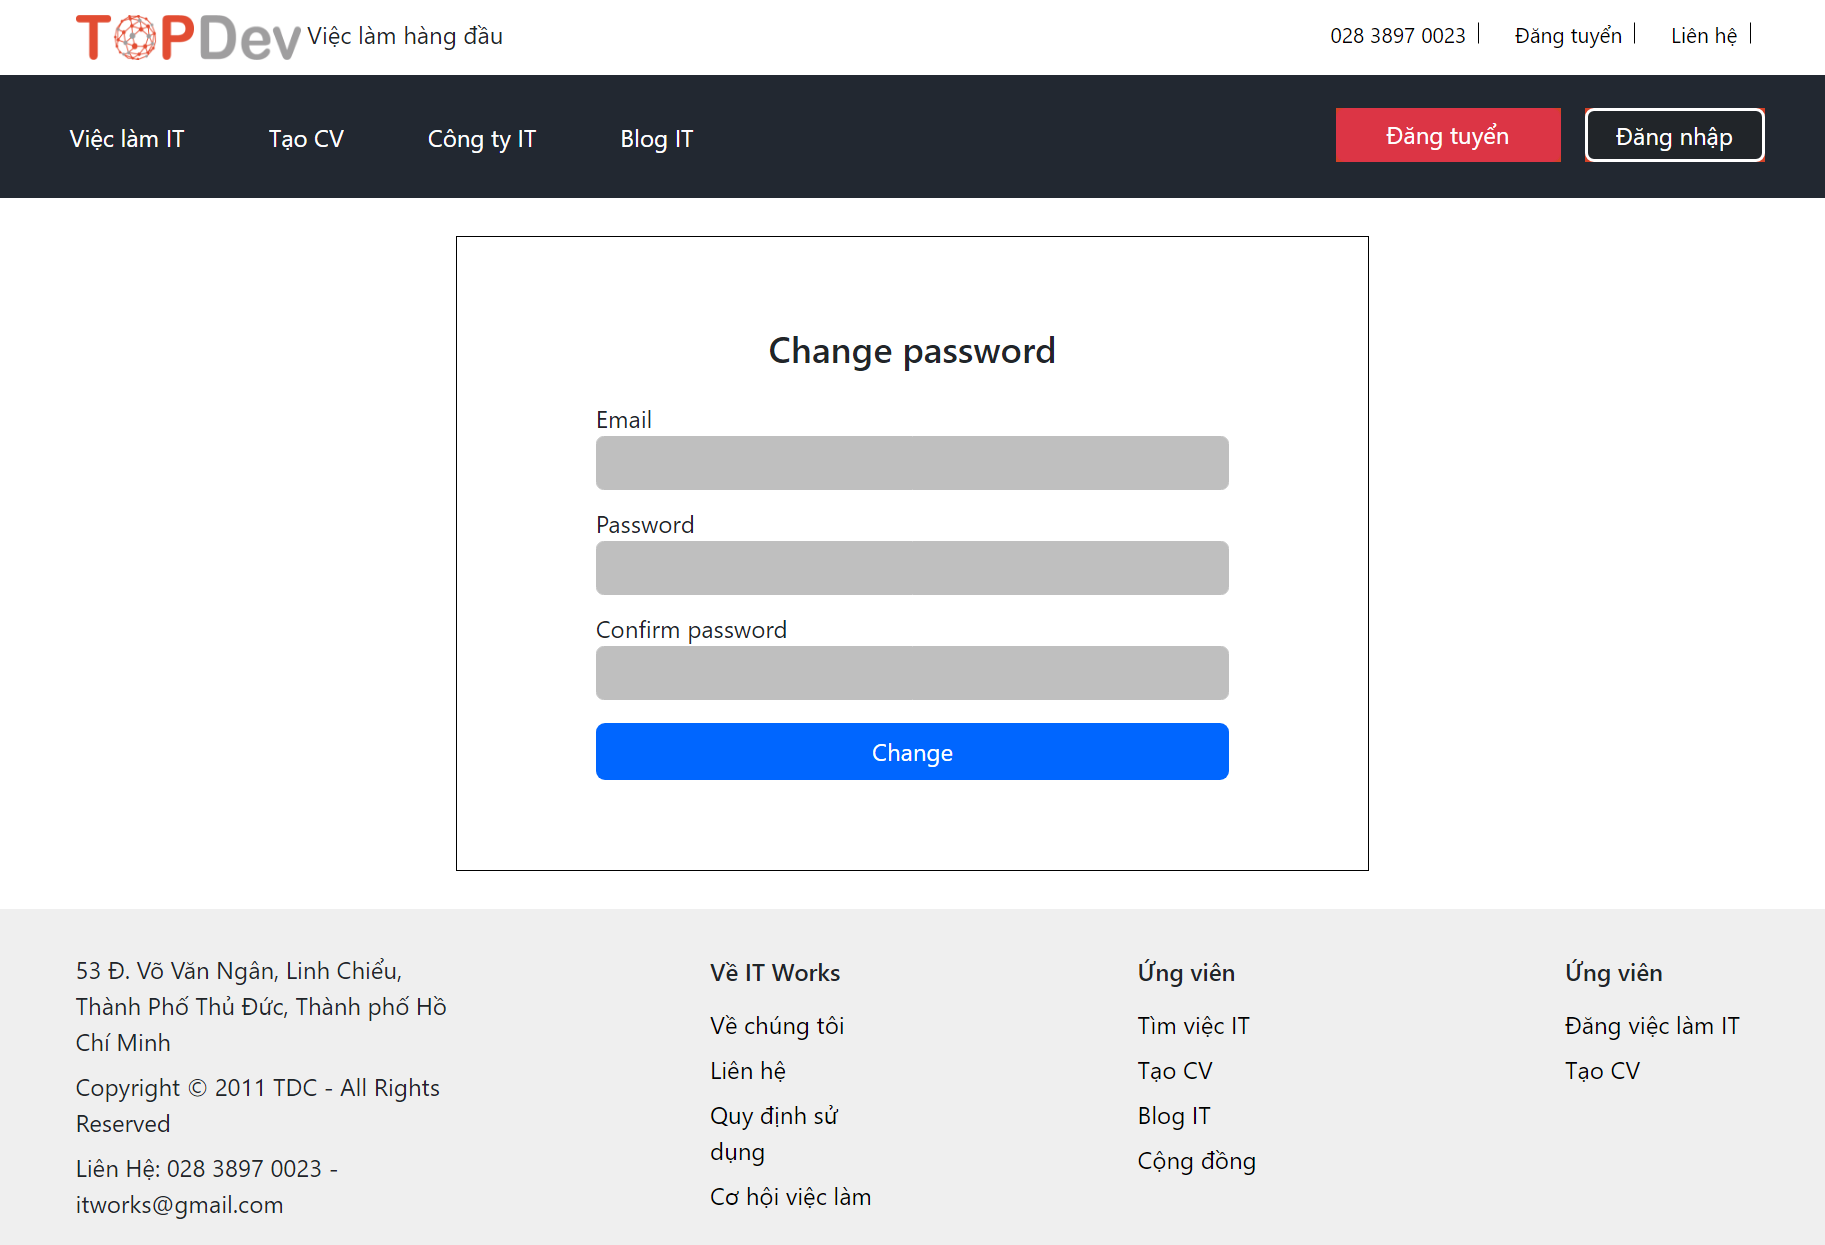 TOPDev Việc làm hàng đầu
028 3897 0023
Đăng tuyển
Liên hệ
Việc làm IT
Tạo CV
Công ty IT
Blog IT
Đăng tuyển
Đăng nhập
Change password
Email
Password
Confirm password
Change
53 Đ. Võ Văn Ngân, Linh Chiểu,
Thành Phố Thủ Đức, Thành phố Hồ
Chí Minh
Copyright © 2011 TDC - All Rights
Reserved
Liên Hệ: 028 3897 0023 -
itworks@gmail.com
Về IT Works
Về chúng tôi
Liên hệ
Quy định sử
dụng
Cơ hội việc làm
Ứng viên
Tìm việc IT
Tạo CV
Blog IT
Cộng đồng
Ứng viên
Đăng việc làm IT
Tạo CV